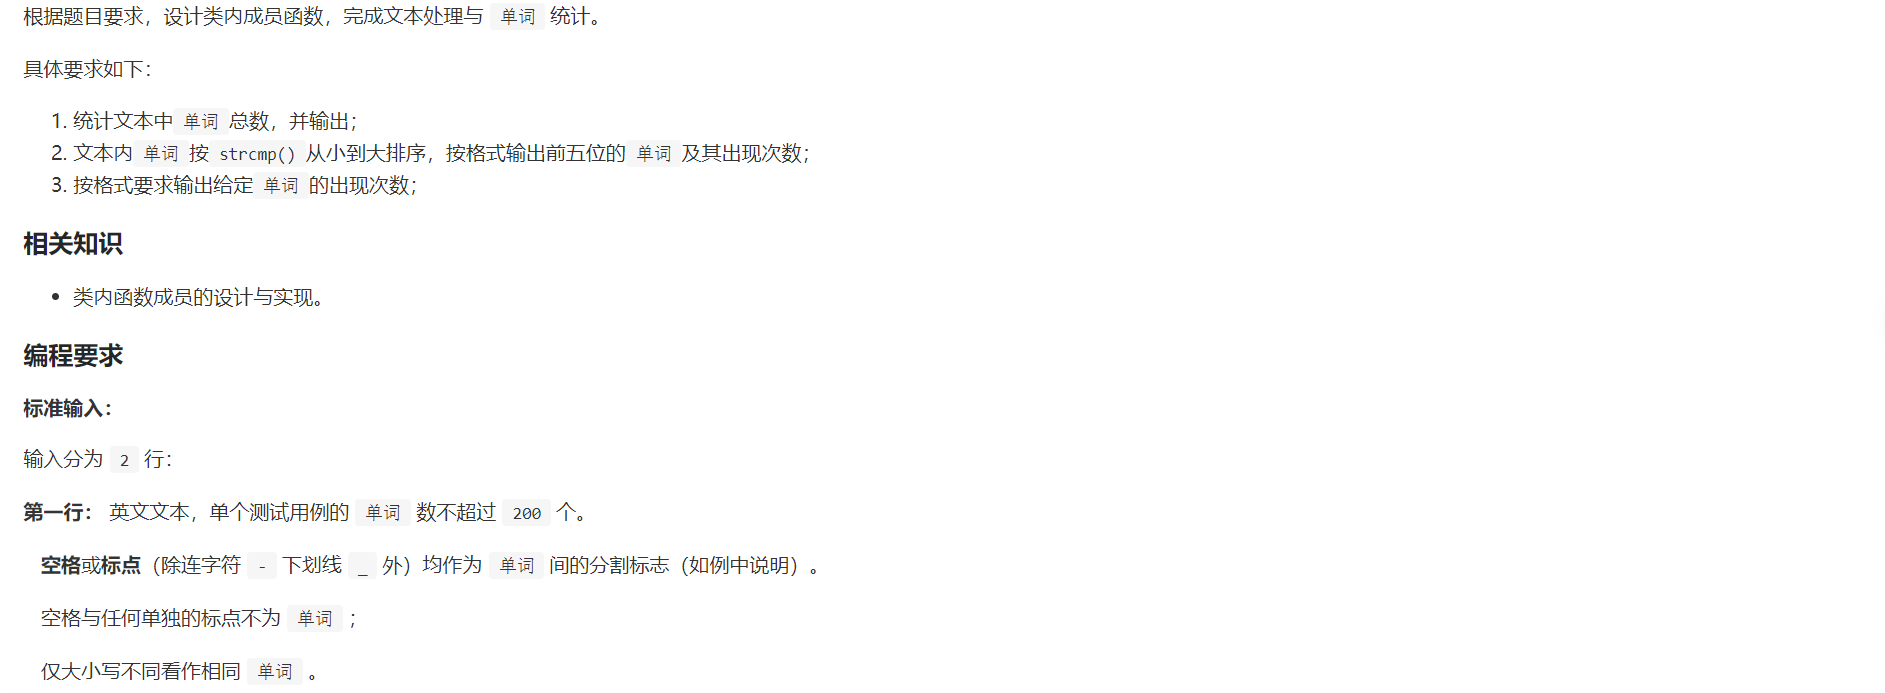 根据题目要求，设计类内成员函数，完成文本处理与 单词 统计。
具体要求如下：
1. 统计文本中 单词 总数，并输出；
2. 文本内 单词 按 strcmp() 从小到大排序，按格式输出前五位的 单词 及其出现次数；
3. 按格式要求输出给定 单词 的出现次数；
相关知识
• 类内函数成员的设计与实现。
编程要求
标准输入：
输入分为 2 行：
第一行： 英文文本，单个测试用例的 单词 数不超过 200 个。
空格或标点（除连字符 - 下划线 _ 外）均作为 单词 间的分割标志（如例中说明）。
空格与任何单独的标点不为 单词 ；
仅大小写不同看作相同 单词 。